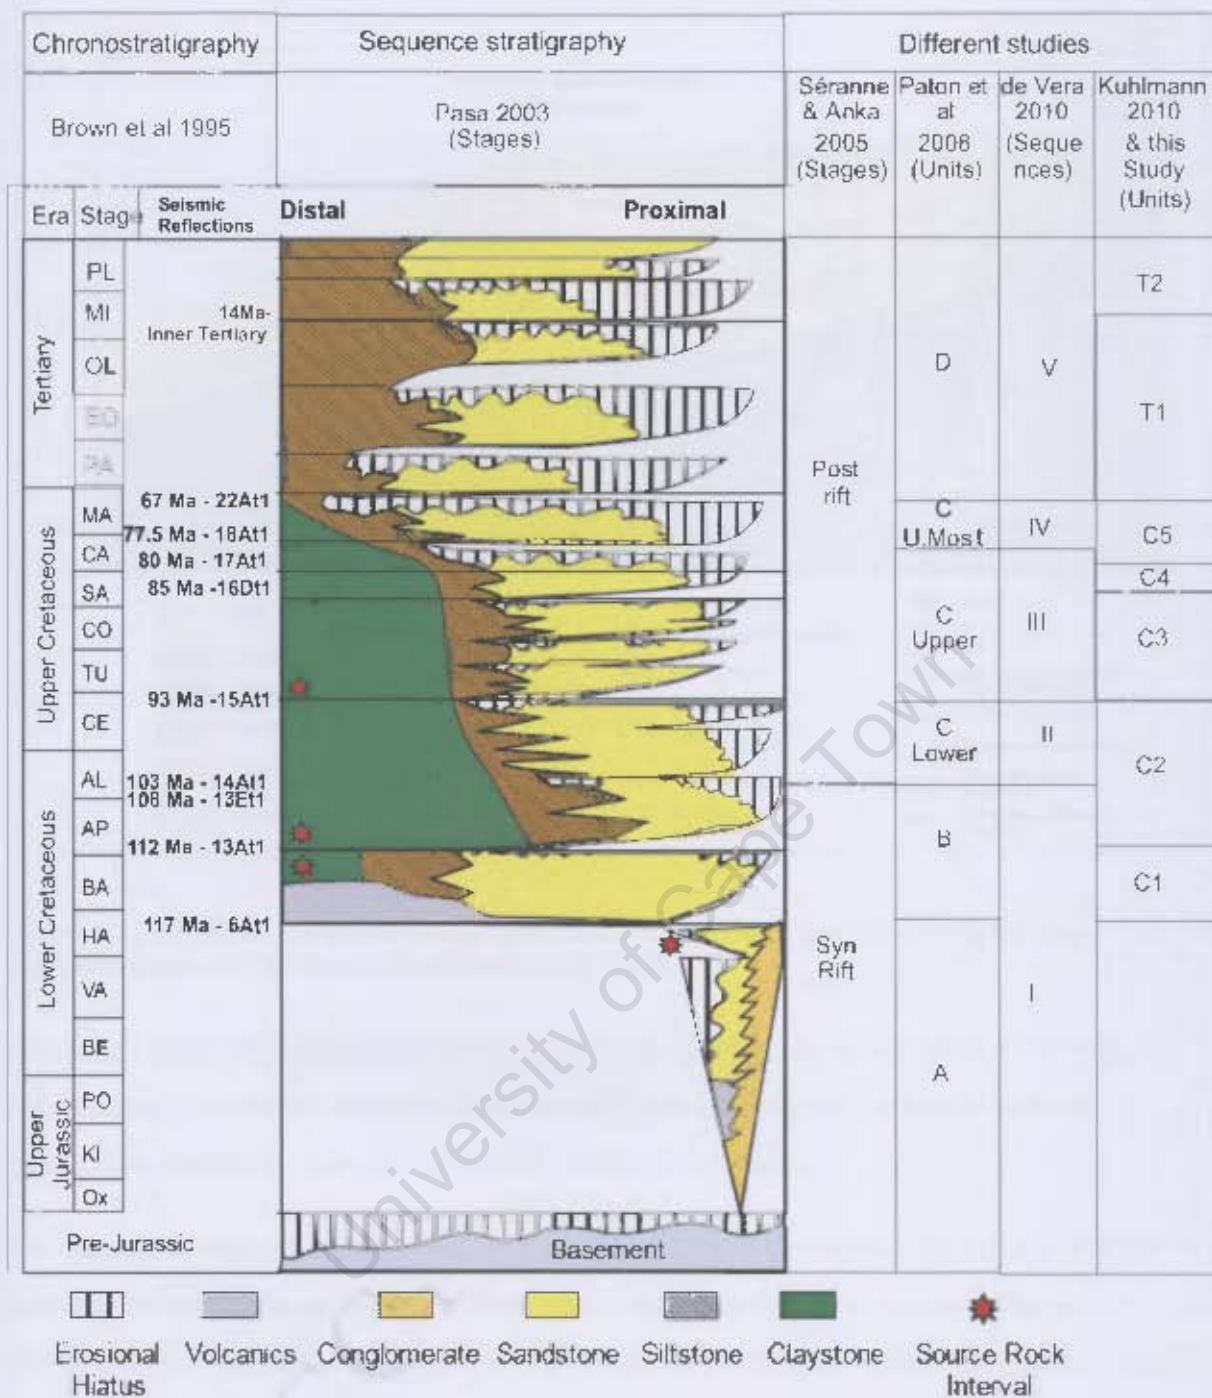 Chronostratigraphy
Sequence stratigraphy
Different studies
Brown et al 1995
Pasa 2003
(Stages)
Séranne
& Anka
2005
(Stages)
Paton et
al
2008
(Units)
de Vera
2010
(Seque
nces)
Kuhlmann
2010
& this
Study
(Units)
Era
Stage
Seismic
Reflections
Distal
Proximal
Tertiary
PL
MI
OL
EO
PA
14Ma-
Inner Tertiary
Upper Cretaceous
MA
CA
SA
CO
TU
CE
67 Ma - 22At1
77.5 Ma - 18At1
80 Ma - 17At1
85 Ma -16Dt1
93 Ma -15At1
Lower Cretaceous
AL
AP
BA
HA
VA
BE
103 Ma - 14At1
108 Ma - 13Et1
112 Ma - 13At1
117 Ma - 6At1
Upper
Jurassic
PO
KI
Ox
Pre-Jurassic
Basement
Post
rift
Syn
Rift
D
C
U.Most
C
Upper
C
Lower
B
A
V
IV
III
II
I
T2
T1
C5
C4
C3
C2
C1
University of Cape Town
Erosional
Hiatus
Volcanics
Conglomerate
Sandstone
Siltstone
Claystone
Source Rock
Interval